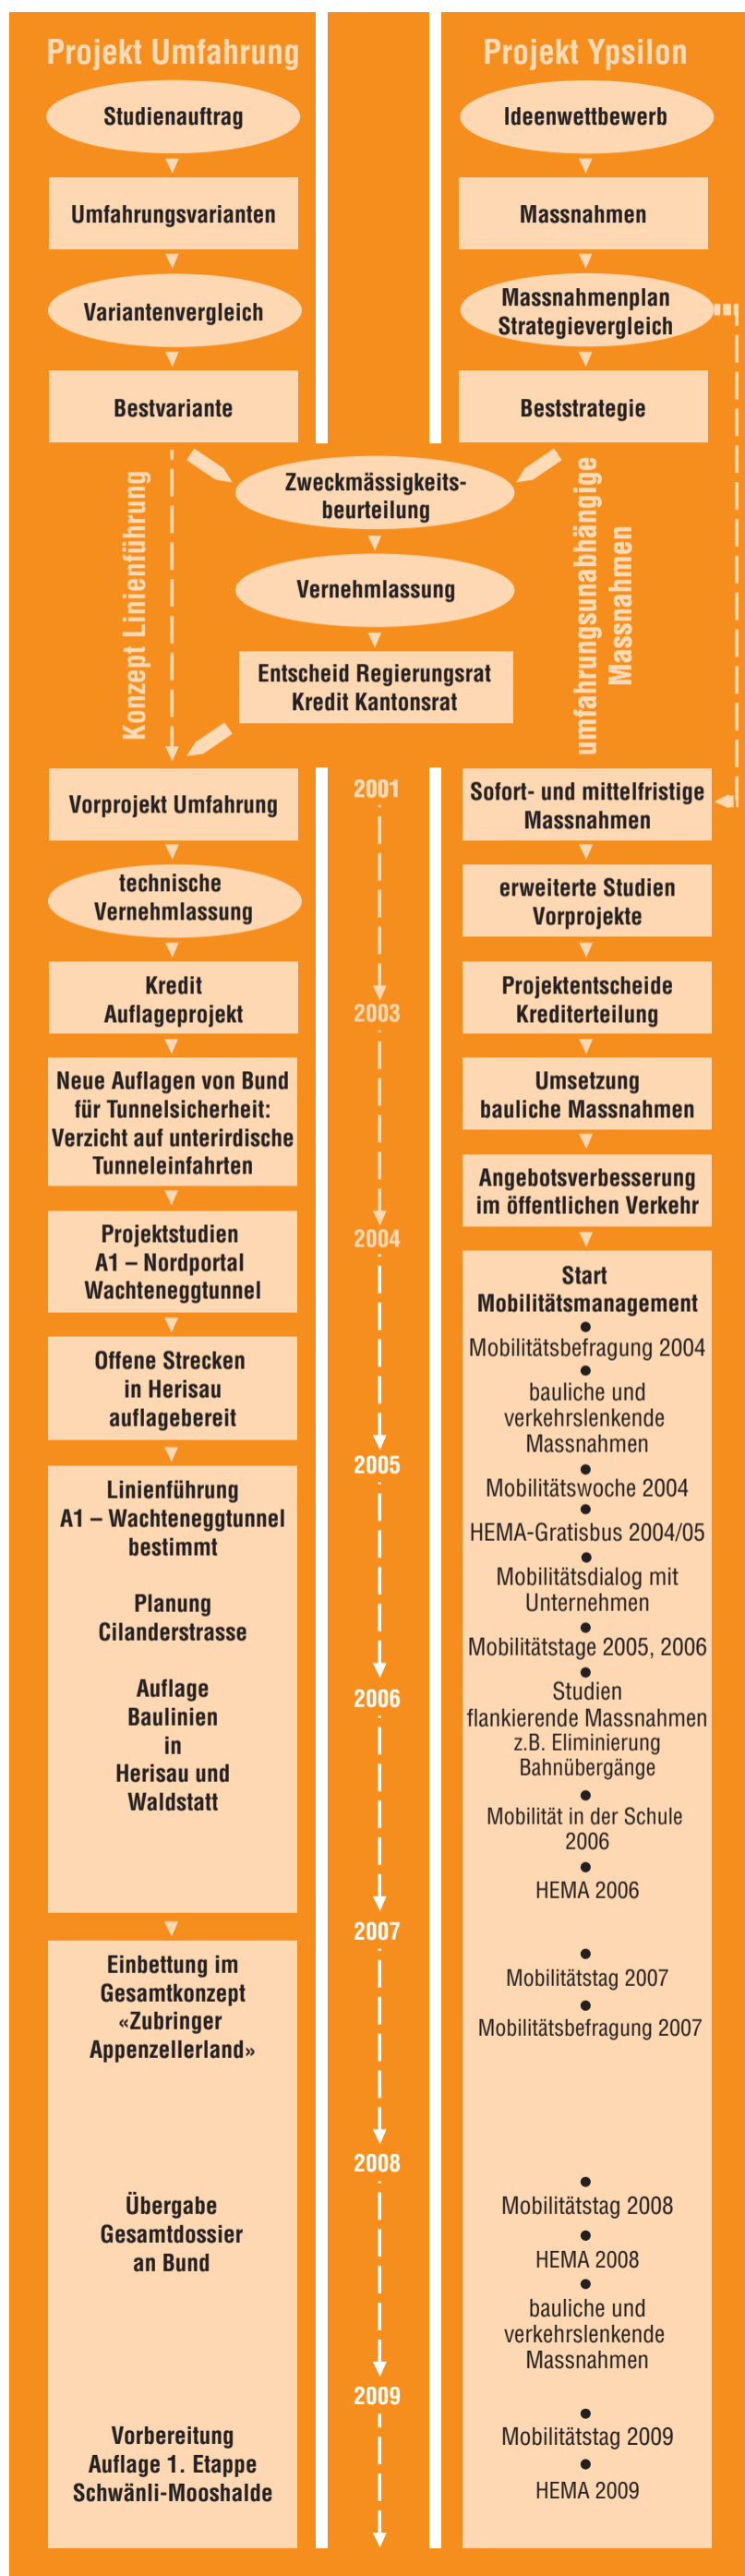 Projekt Umfahrung
Studienauftrag
Umfahrungsvarianten
Variantenvergleich
Bestvariante
Projekt Ypsilon
Ideenwettbewerb
Massnahmen
Massnahmenplan
Strategievergleich
Beststrategie
Konzept Linienführung
Zweckmässigkeits-
beurteilung
Vernehmlassung
Entscheid Regierungsrat
Kredit Kantonsrat
umfahrungsunabhängige
Massnahmen
Vorprojekt Umfahrung
technische
Vernehmlassung
Kredit
Auflageprojekt
Neue Auflagen von Bund
für Tunnelsicherheit:
Verzicht auf unterirdische
Tunneleinfahrten
Projektstudien
A1 – Nordportal
Wachteneggtunnel
Offene Strecken
in Herisau
auflagebereit
Linienführung
A1 – Wachteneggtunnel
bestimmt
Planung
Cilanderstrasse
Auflage
Baulinien
in
Herisau und
Waldstatt
Einbettung im
Gesamtkonzept
«Zubringer
Appenzellerland»
Übergabe
Gesamtdossier
an Bund
Vorbereitung
Auflage 1. Etappe
Schwänli-Mooshalde
2001
2003
2004
2005
2006
2007
2008
2009
Sofort- und mittelfristige
Massnahmen
erweiterte Studien
Vorprojekte
Projektentscheide
Krediterteilung
Umsetzung
bauliche Massnahmen
Angebotsverbesserung
im öffentlichen Verkehr
Start
Mobilitätsmanagement
Mobilitätsbefragung 2004
bauliche und
verkehrslenkende
Massnahmen
Mobilitätswoche 2004
HEMA-Gratisbus 2004/05
Mobilitätsdialog mit
Unternehmen
Mobilitätstage 2005, 2006
Studien
flankierende Massnahmen
z.B. Eliminierung
Bahnübergänge
Mobilität in der Schule
2006
HEMA 2006
Mobilitätstag 2007
Mobilitätsbefragung 2007
Mobilitätstag 2008
HEMA 2008
bauliche und
verkehrslenkende
Massnahmen
Mobilitätstag 2009
HEMA 2009